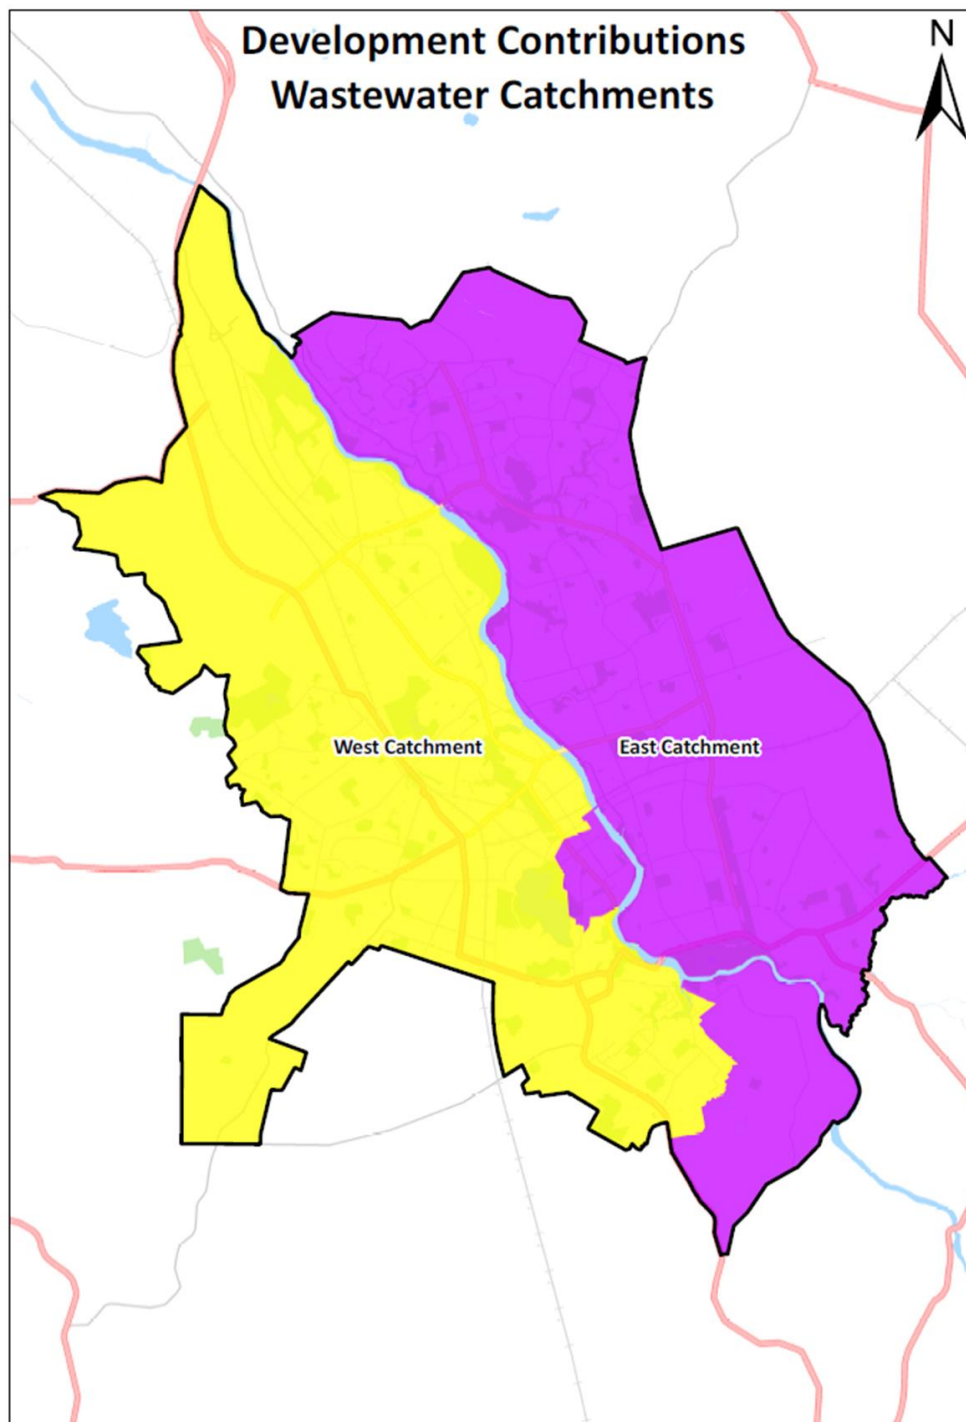 Development Contributions
Wastewater Catchments
N
West Catchment
East Catchment